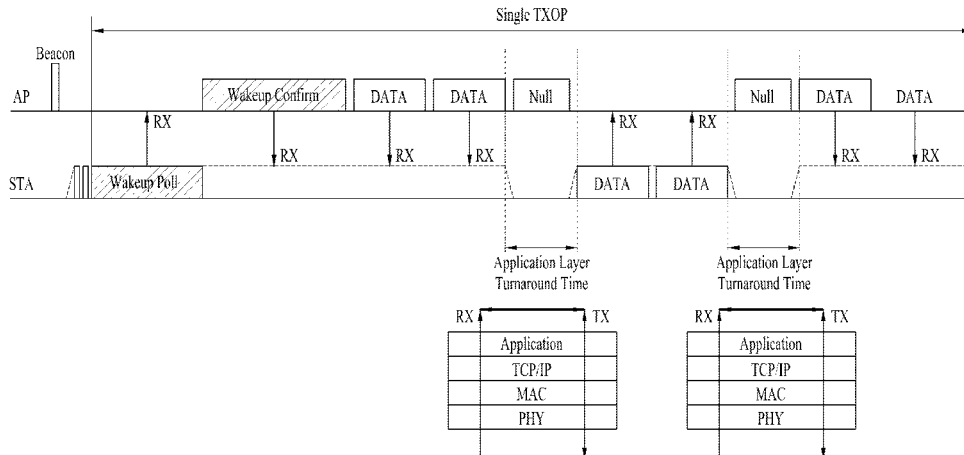 Single TXOP
Beacon
AP
Wakeup Confirm
DATA
DATA
Null
Null
DATA
DATA
RX
RX
RX
RX
RX
RX
RX
RX
STA
Wakeup Poll
DATA
DATA
Application Layer
Turnaround Time
Application Layer
Turnaround Time
RX
TX
RX
TX
Application
TCP/IP
MAC
PHY
Application
TCP/IP
MAC
PHY